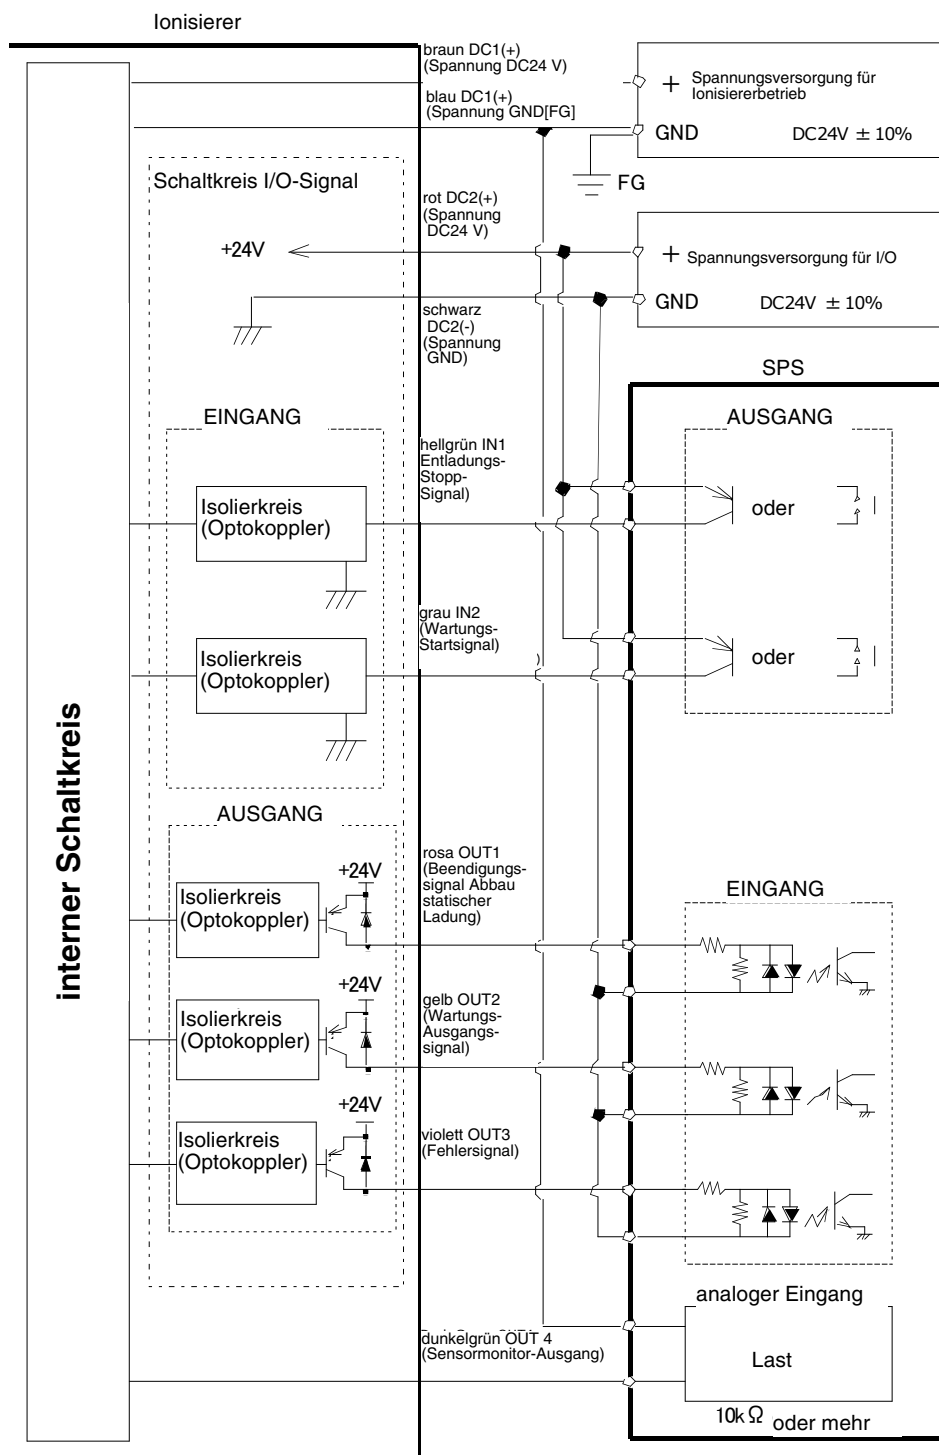 Ionisierer
braun DC1(+)
(Spannung DC24 V)
blau DC1(+)
(Spannung GND[FG]
+ Spannungsversorgung für
Ionisiererbetrieb
GND DC24V ± 10%
FG
Schaltkreis I/O-Signal
rot DC2(+)
(Spannung
DC24 V)
+24V
+ Spannungsversorgung für I/O
GND DC24V ± 10%
schwarz
DC2(-)
(Spannung
GND)
SPS
EINGANG
AUSGANG
hellgrün IN1
Entladungs-
Stopp-
Signal)
Isolierkreis
(Optokoppler)
oder
grau IN2
(Wartungs-
Startsignal)
Isolierkreis
(Optokoppler)
oder
interner Schaltkreis
AUSGANG
rosa OUT1
(Beendigungs-
signal Abbau
statischer
Ladung)
+24V
Isolierkreis
(Optokoppler)
EINGANG
+24V
gelb OUT2
(Wartungs-
Ausgangs-
signal)
Isolierkreis
(Optokoppler)
+24V
violett OUT3
(Fehlersignal)
Isolierkreis
(Optokoppler)
analoger Eingang
dunkelgrün OUT 4
(Sensormonitor-Ausgang)
Last
10k Ω oder mehr